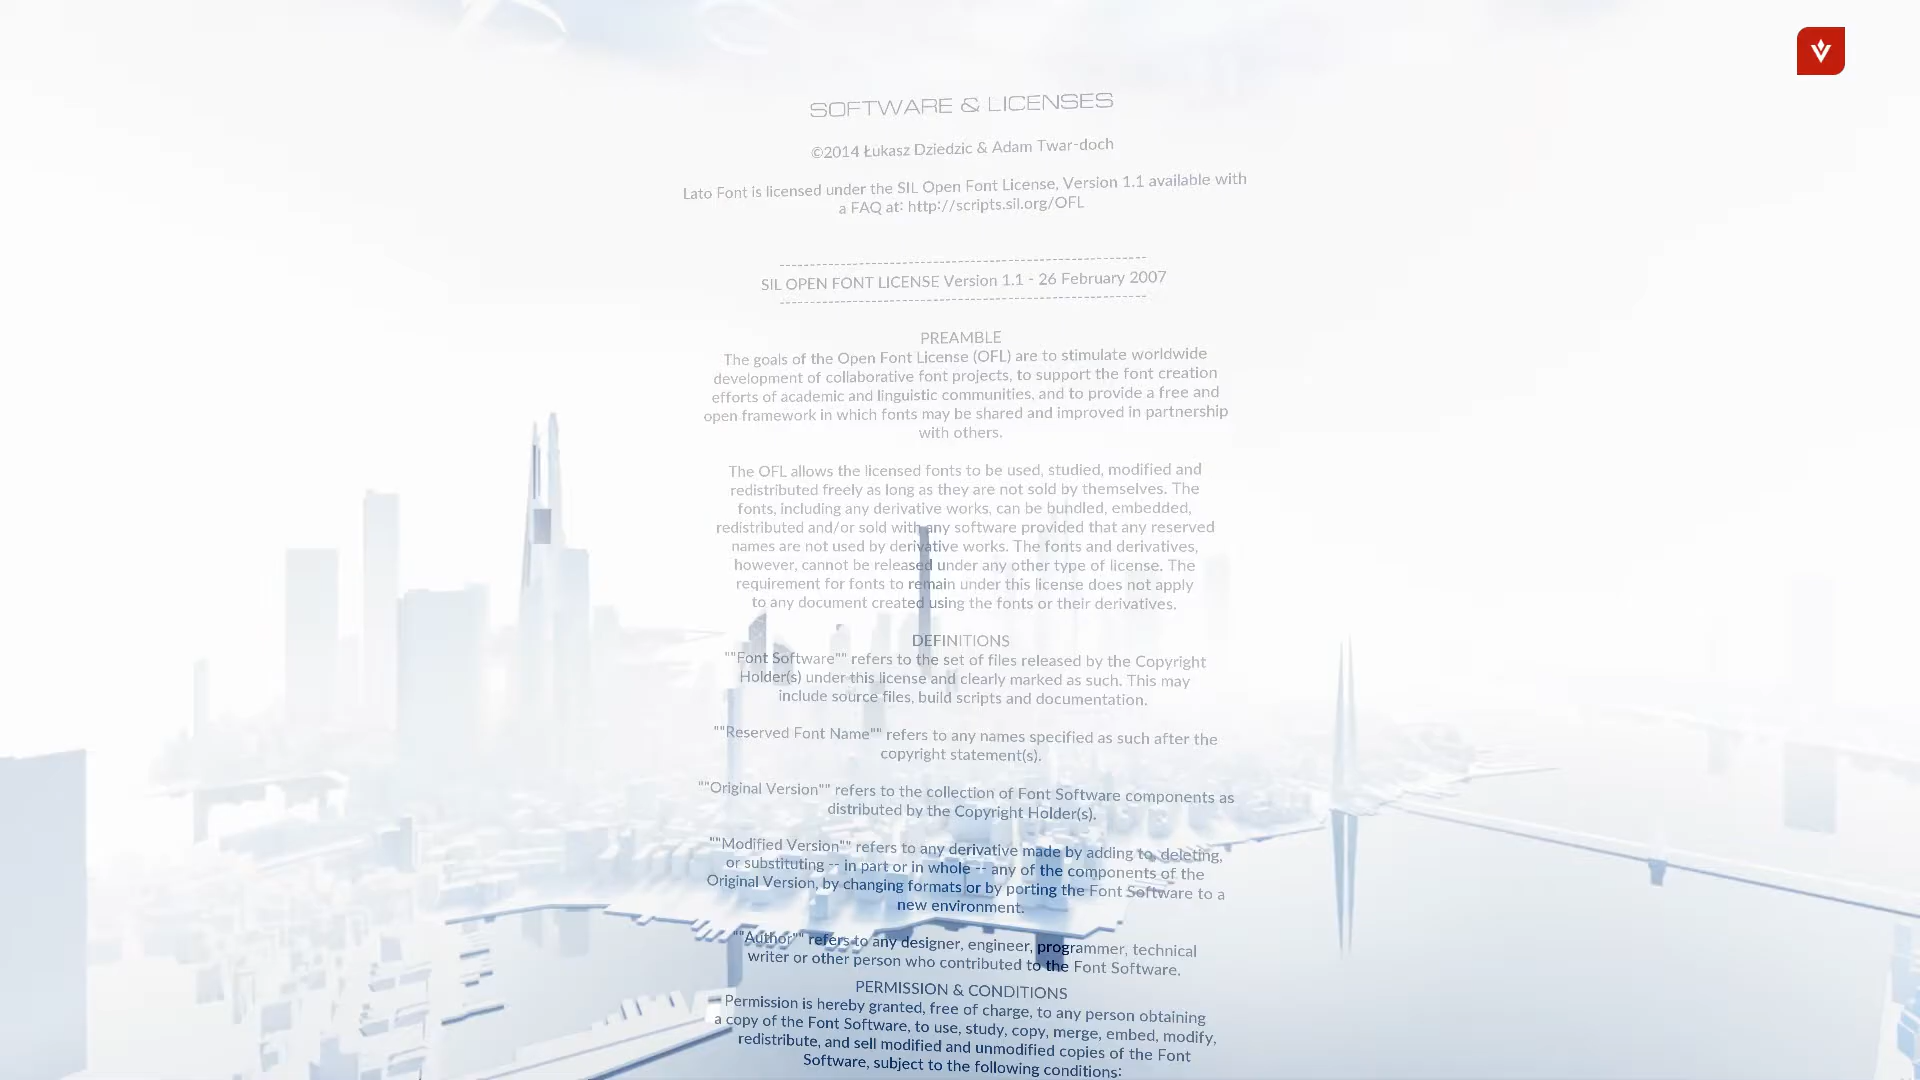 SOFTWARE & LICENSES
©2014 Łukasz Dziedzic & Adam Twar-doch
Lato Font is licensed under the SIL Open Font License, Version 1.1 available with
a FAQ at: http://scripts.sil.org/OFL
-----------------------------------------------------------
SIL OPEN FONT LICENSE Version 1.1 - 26 February 2007
-----------------------------------------------------------
PREAMBLE
The goals of the Open Font License (OFL) are to stimulate worldwide
development of collaborative font projects, to support the font creation
efforts of academic and linguistic communities, and to provide a free and
open framework in which fonts may be shared and improved in partnership
with others.
The OFL allows the licensed fonts to be used, studied, modified and
redistributed freely as long as they are not sold by themselves. The
fonts, including any derivative works, can be bundled, embedded,
redistributed and/or sold with any software provided that any reserved
names are not used by derivative works. The fonts and derivatives,
however, cannot be released under any other type of license. The
requirement for fonts to remain under this license does not apply
to any document created using the fonts or their derivatives.
DEFINITIONS
""Font Software"" refers to the set of files released by the Copyright
Holder(s) under this license and clearly marked as such. This may
include source files, build scripts and documentation.
""Reserved Font Name"" refers to any names specified as such after the
copyright statement(s).
""Original Version"" refers to the collection of Font Software components as
distributed by the Copyright Holder(s).
""Modified Version"" refers to any derivative made by adding to, deleting,
or substituting -- in part or in whole -- any of the components of the
Original Version, by changing formats or by porting the Font Software to a
new environment.
""Author"" refers to any designer, engineer, programmer, technical
writer or other person who contributed to the Font Software.
PERMISSION & CONDITIONS
Permission is hereby granted, free of charge, to any person obtaining
a copy of the Font Software, to use, study, copy, merge, embed, modify,
redistribute, and sell modified and unmodified copies of the Font
Software, subject to the following conditions: